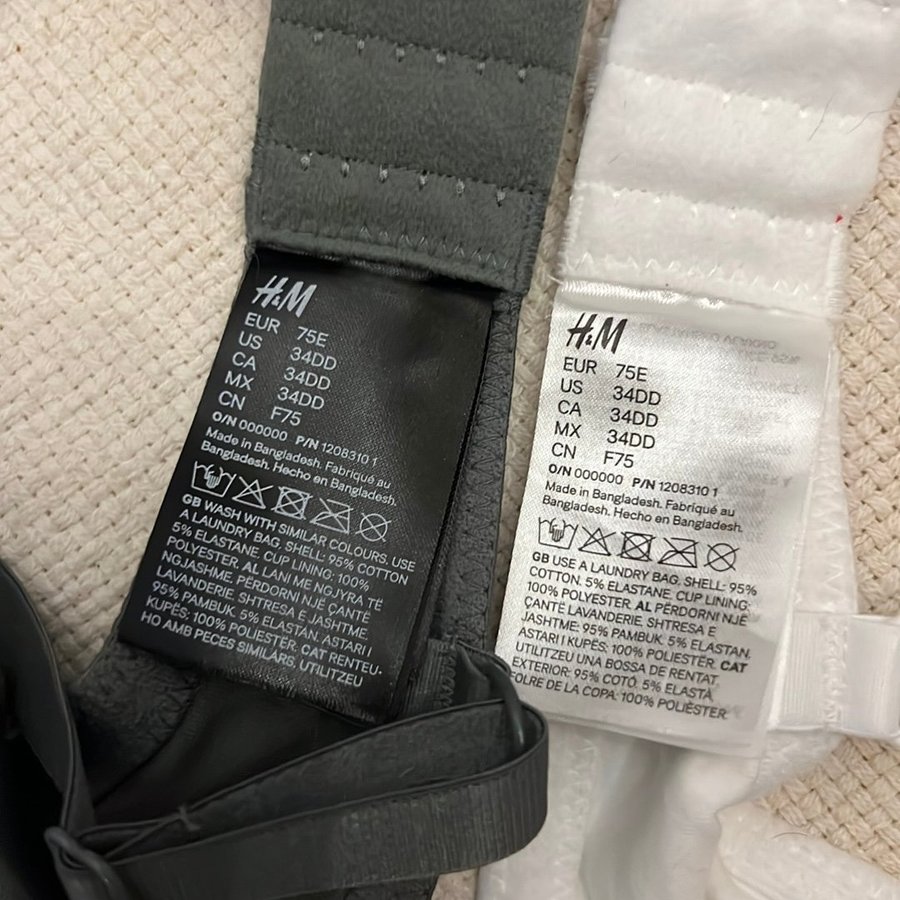 H&M
EUR 75E
US 34DD
CA 34DD
MX 34DD
CN F75
O/N 000000 P/N 1208310 1
Made in Bangladesh. Fabriqué au
Bangladesh. Hecho en Bangladesh.
GB WASH WITH SIMILAR COLOURS. USE
A LAUNDRY BAG. SHELL: 95% COTTON
5% ELASTANE. CUP LINING: 100%
POLYESTER. AL LANI ME NGJYRA TË
NGJASHME. PËRDORNI NJË ÇANTË
LAVANDERIE. SHTRESA E JASHTME.
95% PAMBUK. 5% ELASTAN. ASTARI I
KUPËS: 100% POLIESTER. CAT RENTEU-
HO AMB PECES SIMILARS, UTILITZEU
H&M
EUR 75E
US 34DD
CA 34DD
MX 34DD
CN F75
O/N 000000 P/N 1208310 1
Made in Bangladesh. Fabriqué au
Bangladesh. Hecho en Bangladesh.
GB USE A LAUNDRY BAG. SHELL: 95%
COTTON. 5% ELASTANE. CUP LINING:
100% POLYESTER. AL PËRDORNI NJË
ÇANTË LAVANDERIE. SHTRESA E
JASHTME: 95% PAMBUK. 5% ELASTAN.
ASTARI I KUPËS: 100% POLIESTER. CAT
UTILITZEU UNA BOSSA DE RENTAT.
EXTERIOR: 95% COTÓ. 5% ELASTÀ
FOLRE DE LA COPA: 100% POLIÈSTER.